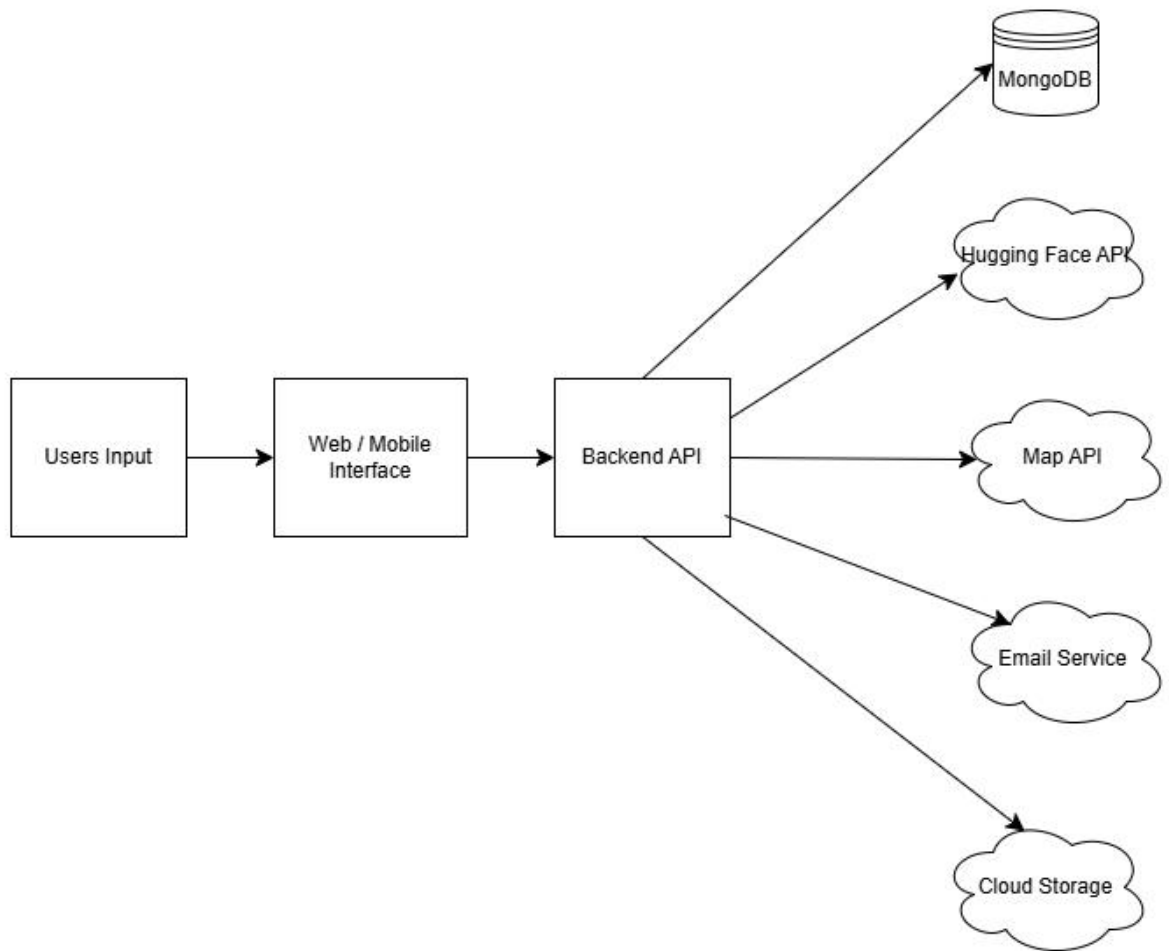 MongoDB
Hugging Face API
Users Input
Web / Mobile
Interface
Backend API
Map API
Email Service
Cloud Storage